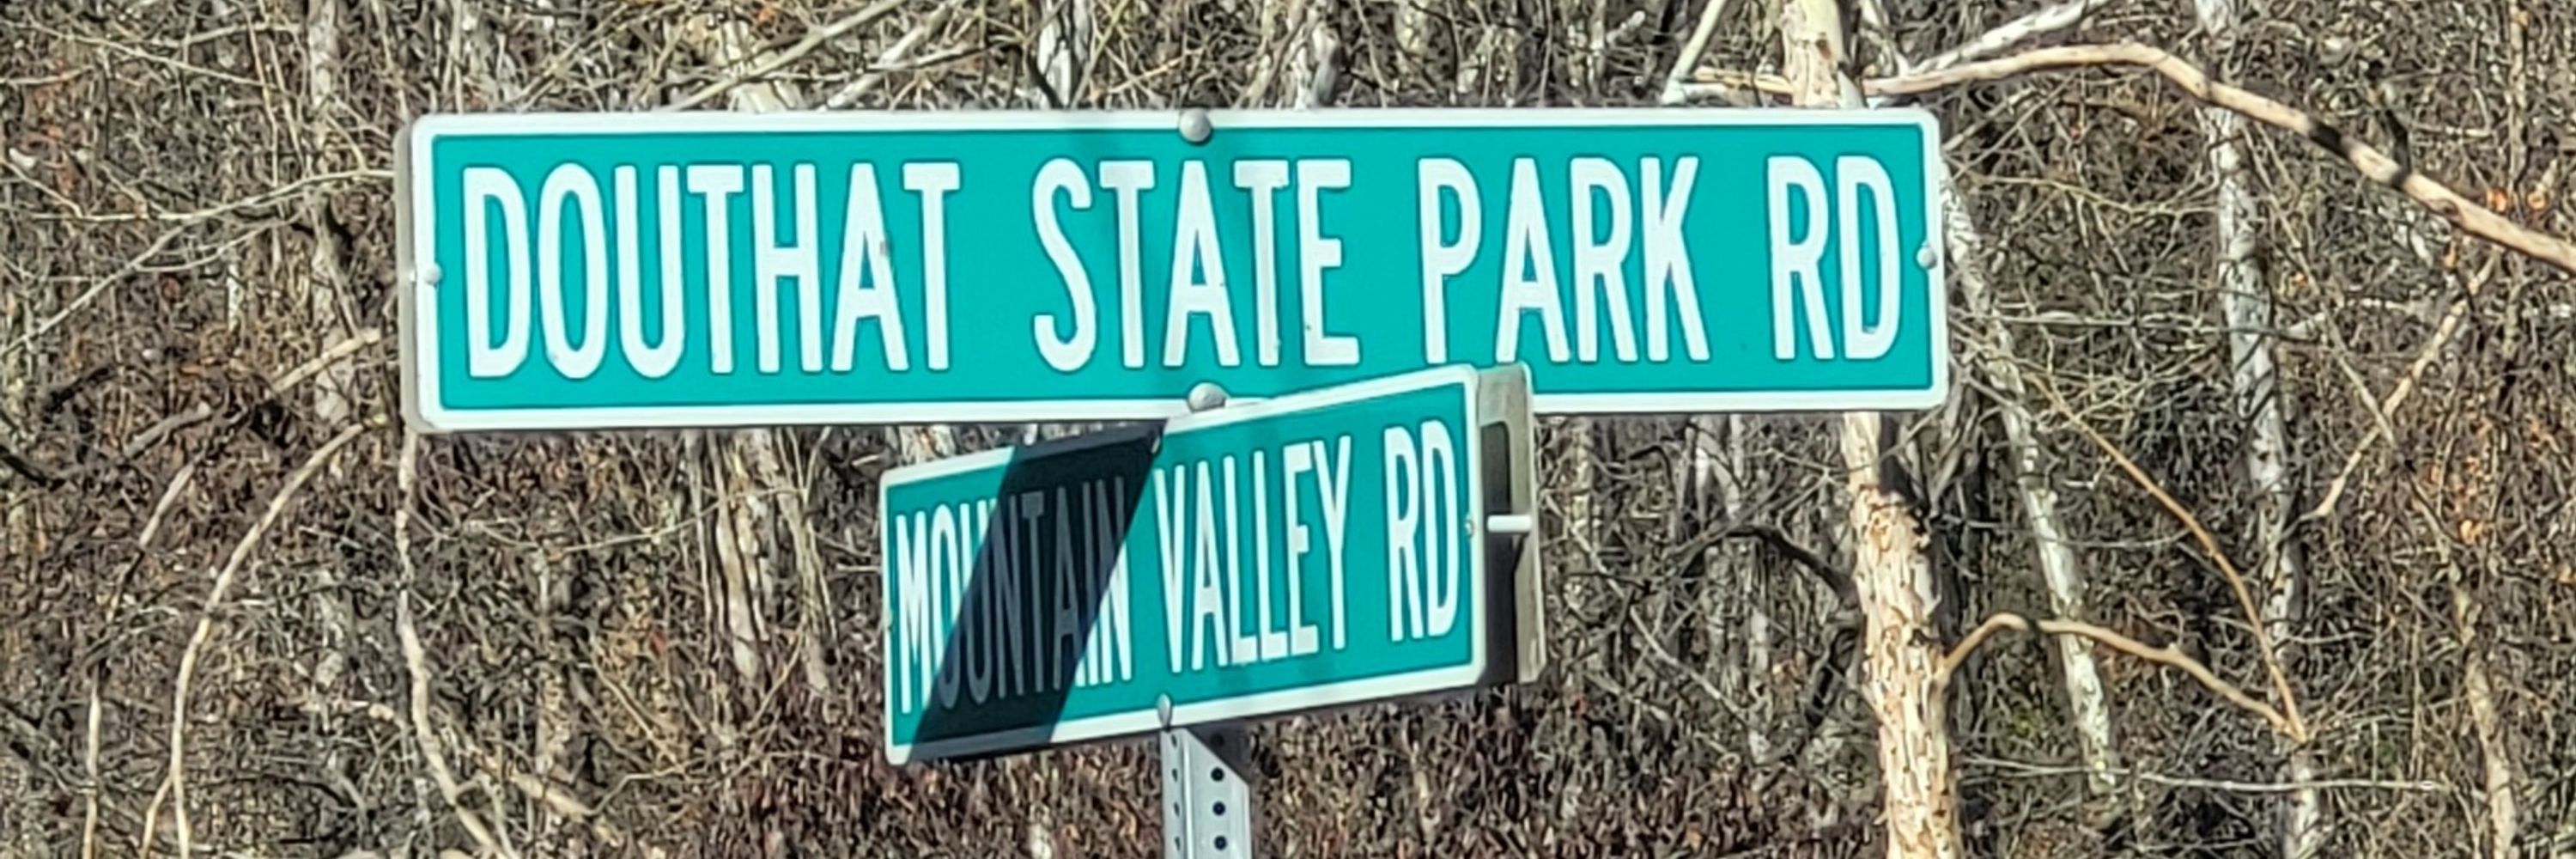 DOUTHAT STATE PARK RD
MOUNTAIN VALLEY RD